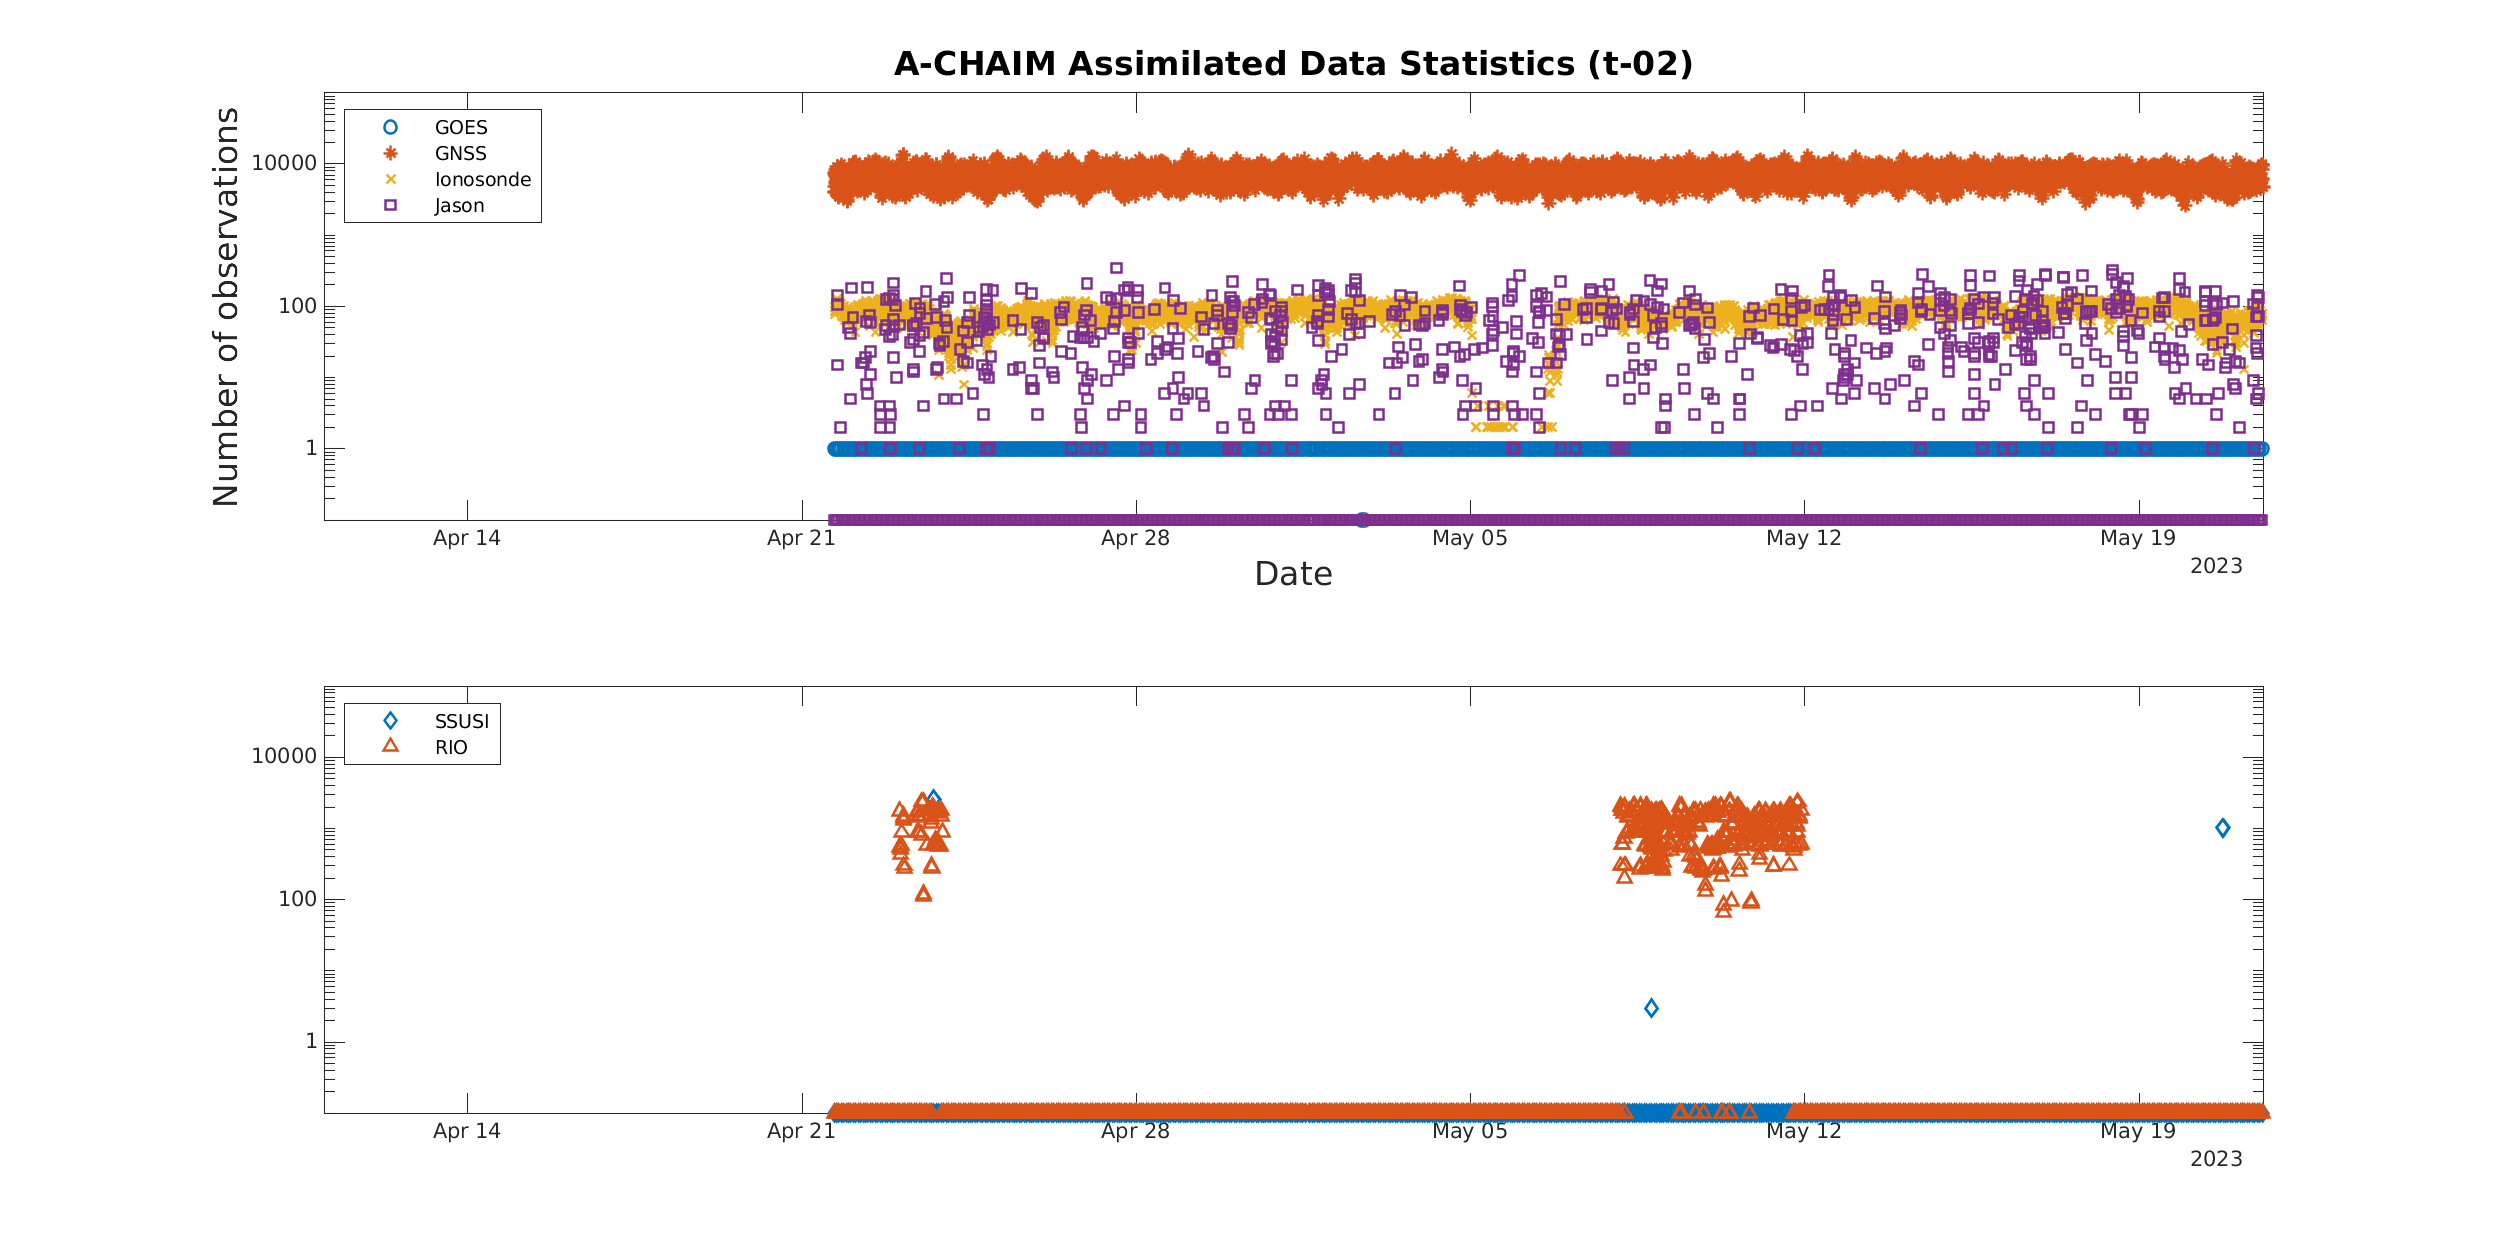 A-CHAIM Assimilated Data Statistics (t-02)
Number of observations
10000
100
1
GOES
GNSS
Ionosonde
Jason
Apr 14
Apr 21
Apr 28
May 05
May 12
May 19
2023
Date
10000
100
1
SSUSI
RIO
Apr 14
Apr 21
Apr 28
May 05
May 12
May 19
2023